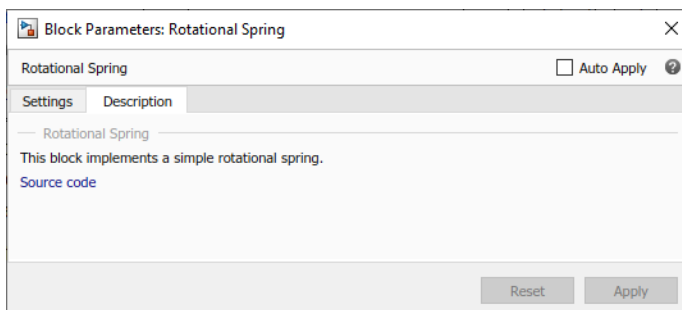 Block Parameters: Rotational Spring
Rotational Spring
Auto Apply
Settings Description
Rotational Spring
This block implements a simple rotational spring.
Source code
Reset Apply